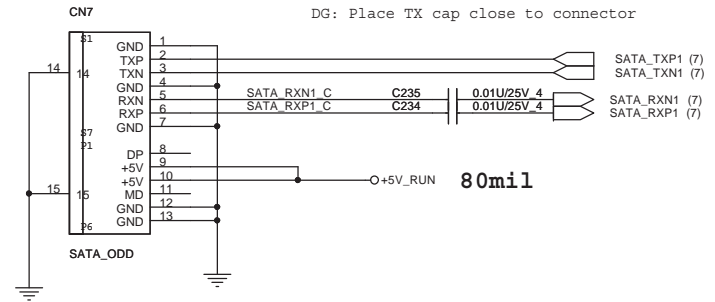 CN7
DG: Place TX cap close to connector
S1
GND 1
TXP 2 SATA_TXP1 (7)
14 14 TXN 3 SATA_TXN1 (7)
GND 4
RXN 5 SATA_RXN1_C C235 0.01U/25V_4 SATA_RXN1 (7)
RXP 6 SATA_RXP1_C C234 0.01U/25V_4 SATA_RXP1 (7)
GND 7
S7
P1
DP 8
+5V 9
+5V 10 +5V_RUN 80mil
15 15 MD 11
GND 12
GND 13
P6
SATA_ODD